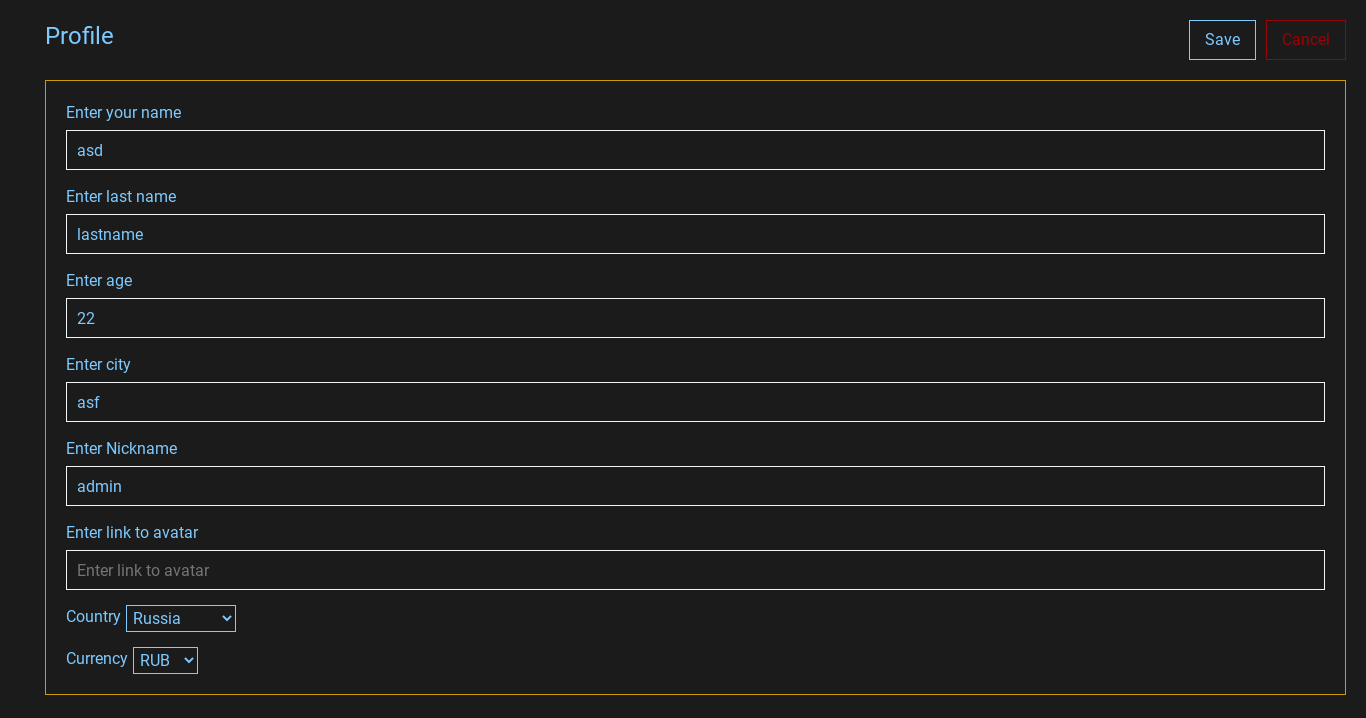 Profile
Save
Cancel
Enter your name
asd
Enter last name
lastname
Enter age
22
Enter city
asf
Enter Nickname
admin
Enter link to avatar
Enter link to avatar
Country Russia
Currency RUB